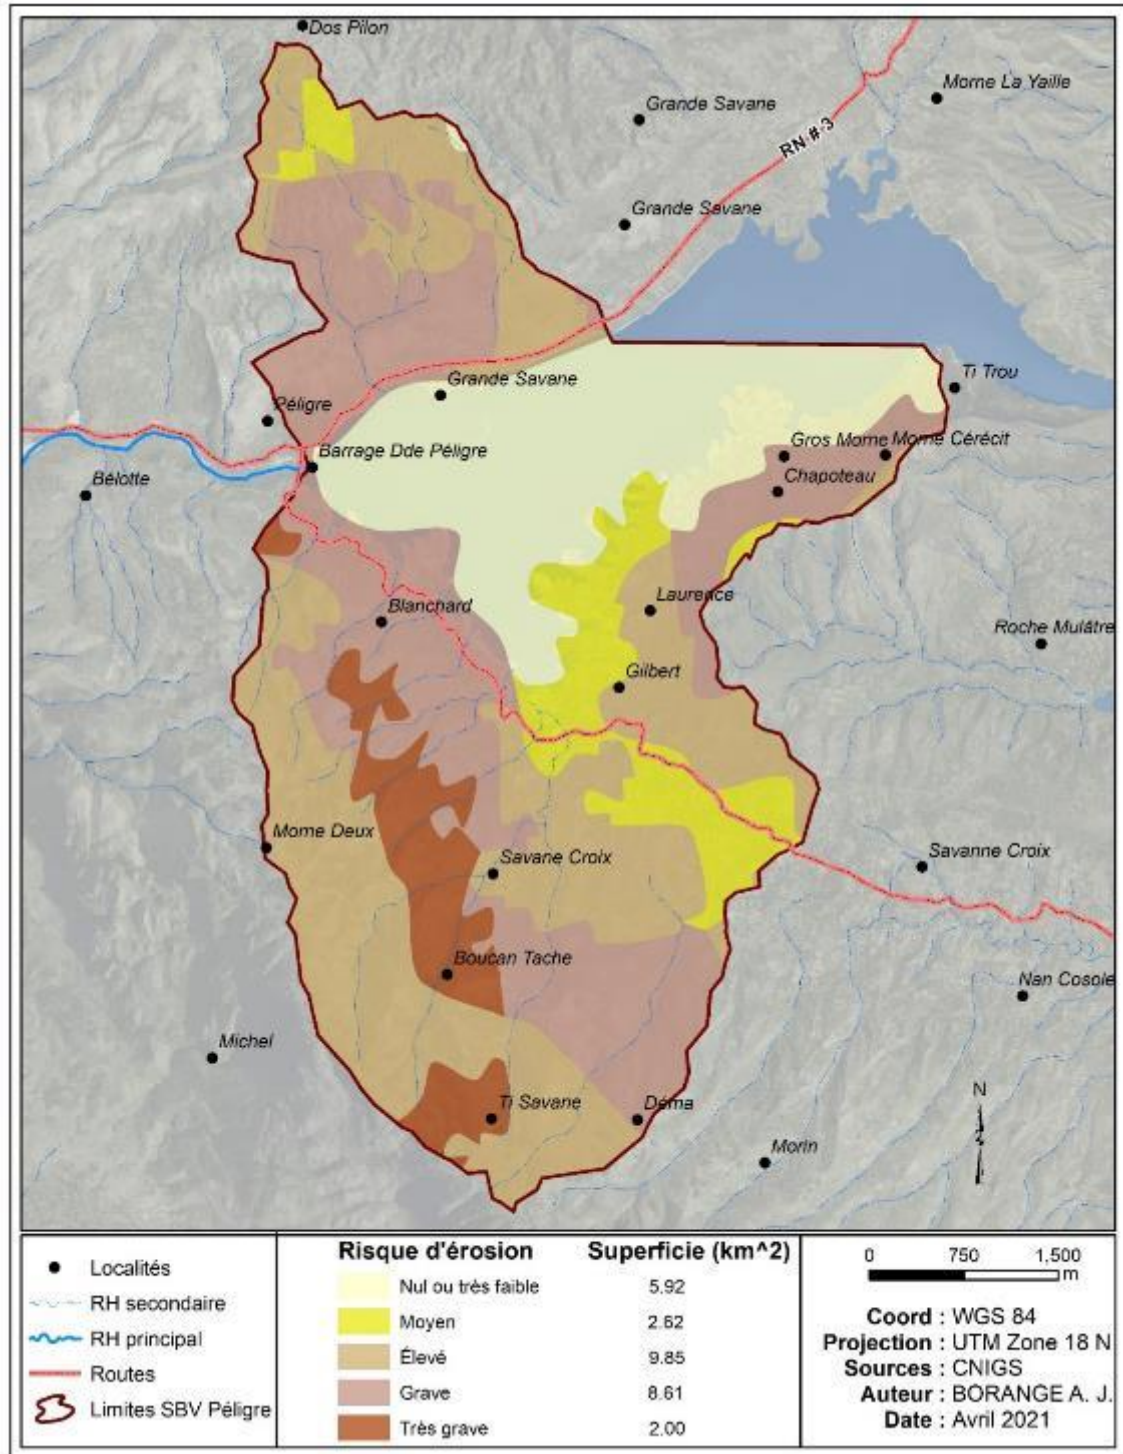 Dos Pilon
Morne La Yaille
Grande Savane
RN # 3
Grande Savane
Ti Trou
Grande Savane
Péligre
Gros Morne
Morne Cérécit
Barrage Dde Péligre
Chapoteau
Bélotte
Laurence
Blanchard
Roche Mulâtre
Gilbert
Morne Deux
Savane Croix
Savanne Croix
Boucan Tache
Nan Cosole
Michel
N
Ti Savane
Déma
Morin
Localités
RH secondaire
RH principal
Routes
Limites SBV Péligre
Risque d'érosion Superficie (km^2)
Nul ou très faible 5.92
Moyen 2.62
Élevé 9.85
Grave 8.61
Très grave 2.00
0 750 1,500
m
Coord : WGS 84
Projection : UTM Zone 18 N
Sources : CNIGS
Auteur : BORANGE A. J.
Date : Avril 2021